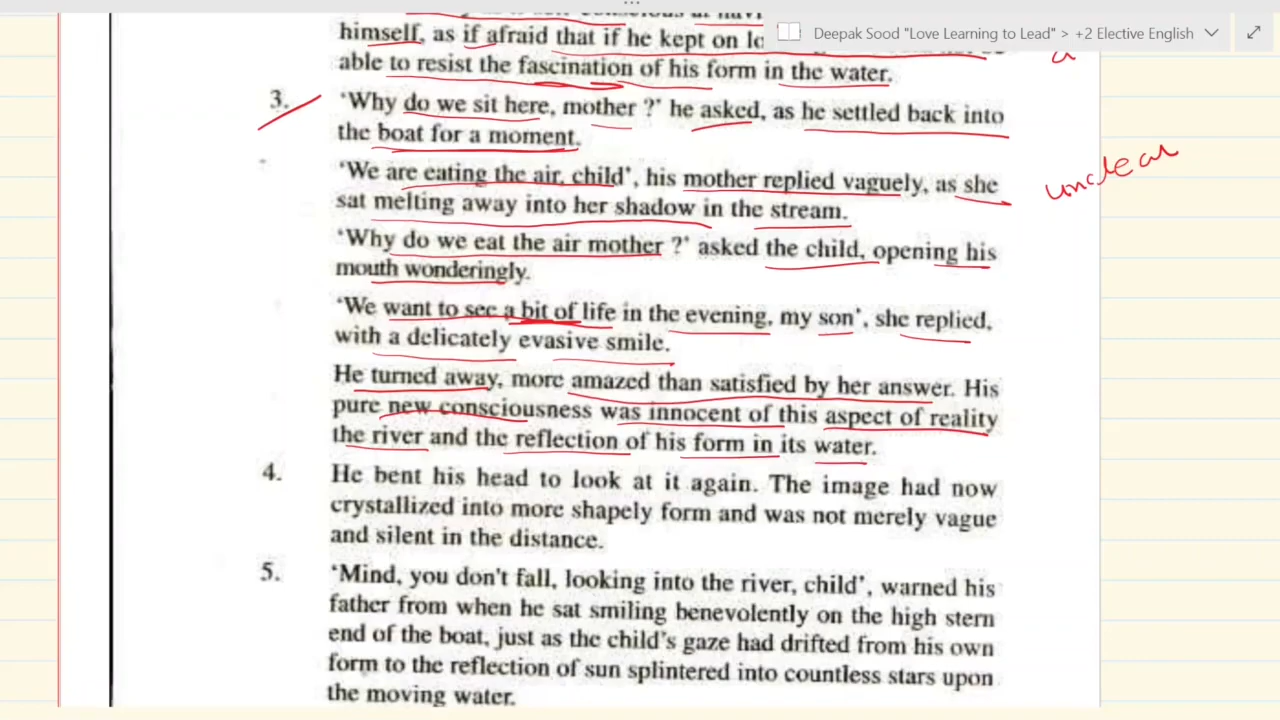 Deepak Sood "Love Learning to Lead" > +2 Elective English
himself, as if afraid that if he kept on
able to resist the fascination of his form in the water.
3. 'Why do we sit here, mother ?' he asked, as he settled back into
the boat for a moment.
'We are eating the air, child', his mother replied vaguely, as she
sat melting away into her shadow in the stream.
unclear
'Why do we eat the air mother ?' asked the child, opening his
mouth wonderingly.
'We want to see a bit of life in the evening, my son', she replied,
with a delicately evasive smile.
He turned away, more amazed than satisfied by her answer. His
pure new consciousness was innocent of this aspect of reality
the river and the reflection of his form in its water.
4. He bent his head to look at it again. The image had now
crystallized into more shapely form and was not merely vague
and silent in the distance.
5. 'Mind, you don't fall, looking into the river, child', warned his
father from when he sat smiling benevolently on the high stern
end of the boat, just as the child's gaze had drifted from his own
form to the reflection of sun splintered into countless stars upon
the moving water.